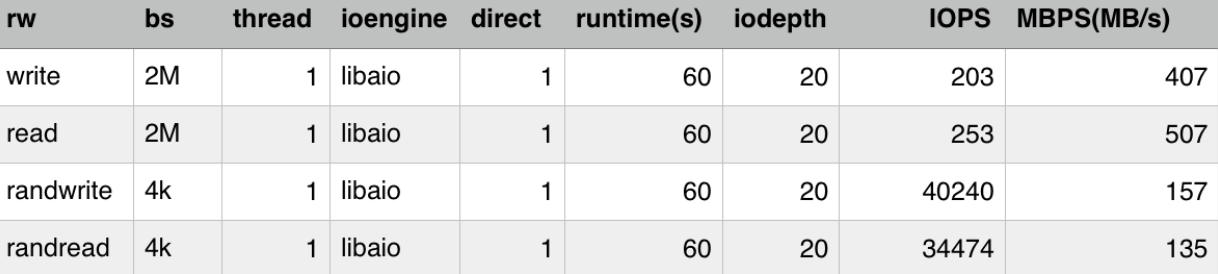 rw bs thread ioengine direct runtime(s) iodepth IOPS MBPS(MB/s)
write 2M 1 libaio 1 60 20 203 407
read 2M 1 libaio 1 60 20 253 507
randwrite 4k 1 libaio 1 60 20 40240 157
randread 4k 1 libaio 1 60 20 34474 135